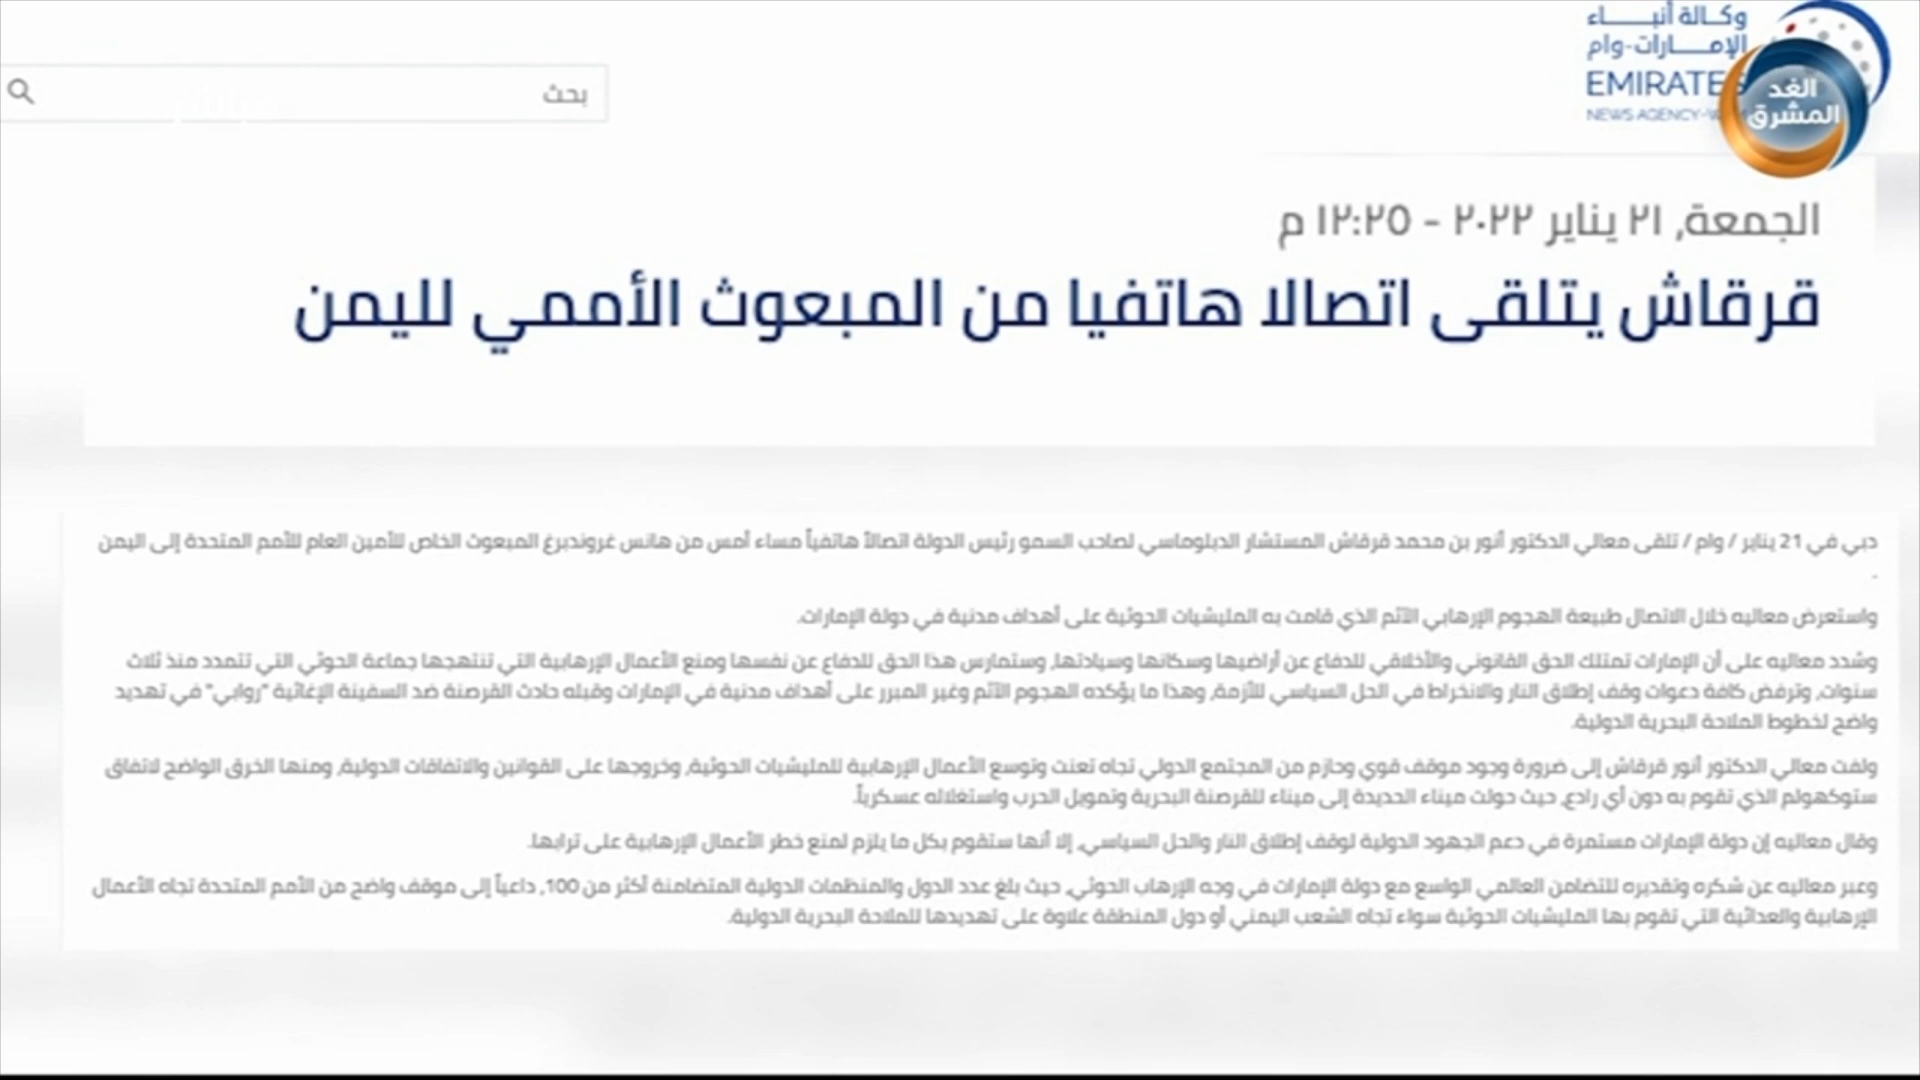 وكالة أنباء
الإمارات-وام
EMIRATES
NEWS AGENCY-W
الغد
المشرق
بحث
الجمعة, ٢١ يناير ٢٠٢٢ - ١٢:٢٥ م
قرقاش يتلقى اتصالا هاتفيا من المبعوث الأممي لليمن
دبي في 21 يناير / وام / تلقى معالي الدكتور أنور بن محمد قرقاش المستشار الدبلوماسي لصاحب السمو رئيس الدولة اتصالاً هاتفياً مساء أمس من هانس غروندبرغ المبعوث الخاص للأمين العام للأمم المتحدة إلى اليمن
.
واستعرض معاليه خلال الاتصال طبيعة الهجوم الإرهابي الآثم الذي قامت به المليشيات الحوثية على أهداف مدنية في دولة الإمارات.
وشدد معاليه على أن الإمارات تمتلك الحق القانوني والأخلاقي للدفاع عن أراضيها وسكانها وسيادتها، وستمارس هذا الحق للدفاع عن نفسها ومنع الأعمال الإرهابية التي تنتهجها جماعة الحوثي التي تتمدد منذ ثلاث
سنوات، وترفض كافة دعوات وقف إطلاق النار والانخراط في الحل السياسي للأزمة، وهذا ما يؤكده الهجوم الآثم وغير المبرر على أهداف مدنية في الإمارات وقبله حادث القرصنة ضد السفينة الإغاثية "روابي" في تهديد
واضح لخطوط الملاحة البحرية الدولية.
ولفت معالي الدكتور أنور قرقاش إلى ضرورة وجود موقف قوي وحازم من المجتمع الدولي تجاه تعنت وتوسع الأعمال الإرهابية للمليشيات الحوثية، وخروجها على القوانين والاتفاقات الدولية، ومنها الخرق الواضح لاتفاق
ستوكهولم الذي تقوم به دون أي رادع، حيث حولت ميناء الحديدة إلى ميناء للقرصنة البحرية وتمويل الحرب واستغلاله عسكرياً.
وقال معاليه إن دولة الإمارات مستمرة في دعم الجهود الدولية لوقف إطلاق النار والحل السياسي، إلا أنها ستقوم بكل ما يلزم لمنع خطر الأعمال الإرهابية على ترابها.
وعبر معاليه عن شكره وتقديره للتضامن العالمي الواسع مع دولة الإمارات في وجه الإرهاب الحوثي، حيث بلغ عدد الدول والمنظمات الدولية المتضامنة أكثر من 100, داعياً إلى موقف واضح من الأمم المتحدة تجاه الأعمال
الإرهابية والعدائية التي تقوم بها المليشيات الحوثية سواء تجاه الشعب اليمني أو دول المنطقة علاوة على تهديدها للملاحة البحرية الدولية.